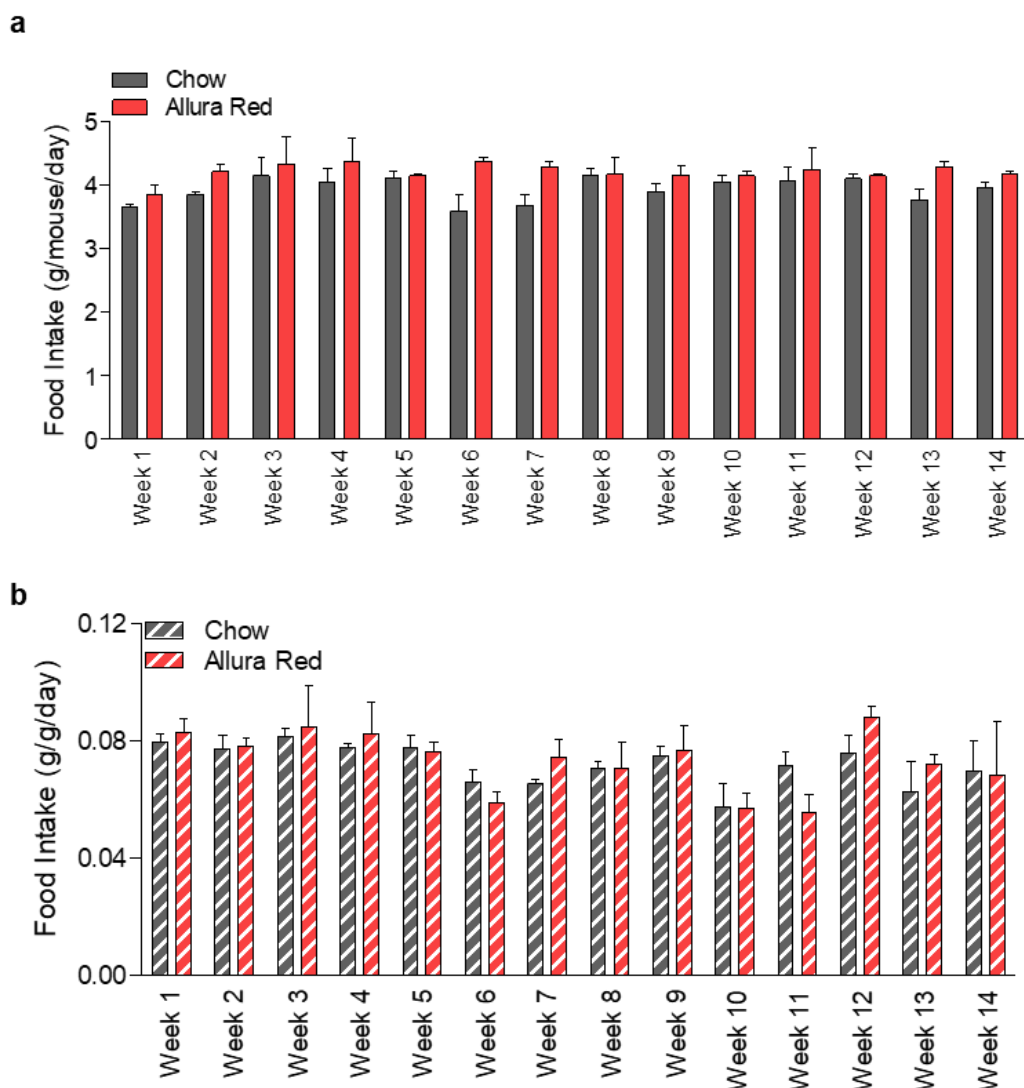 a
Chow
Allura Red
Food Intake (g/mouse/day)
5
4
3
2
1
0
Week 1
Week 2
Week 3
Week 4
Week 5
Week 6
Week 7
Week 8
Week 9
Week 10
Week 11
Week 12
Week 13
Week 14
b
Chow
Allura Red
Food Intake (g/g/day)
0.12
0.08
0.04
0.00
Week 1
Week 2
Week 3
Week 4
Week 5
Week 6
Week 7
Week 8
Week 9
Week 10
Week 11
Week 12
Week 13
Week 14